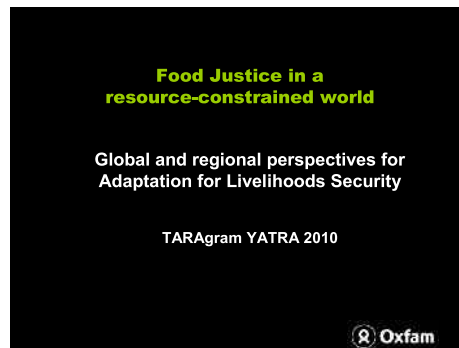 Food Justice in a
resource-constrained world
Global and regional perspectives for
Adaptation for Livelihoods Security
TARAgram YATRA 2010
Oxfam